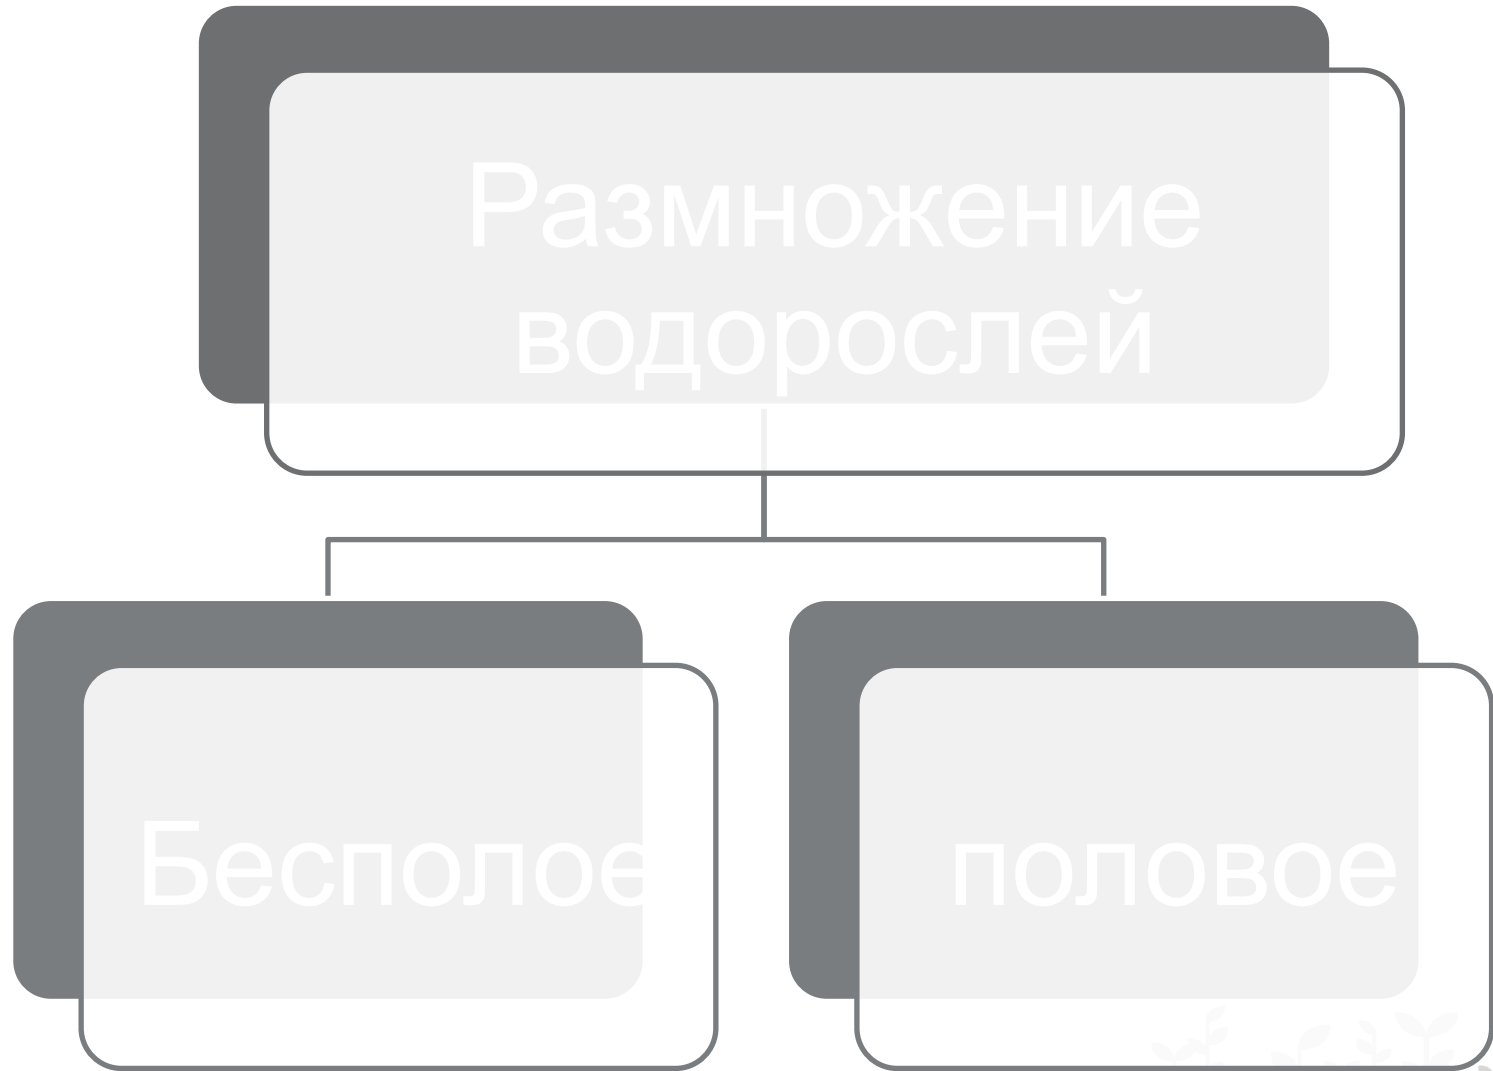 Размножение
водорослей
Бесполое
половое